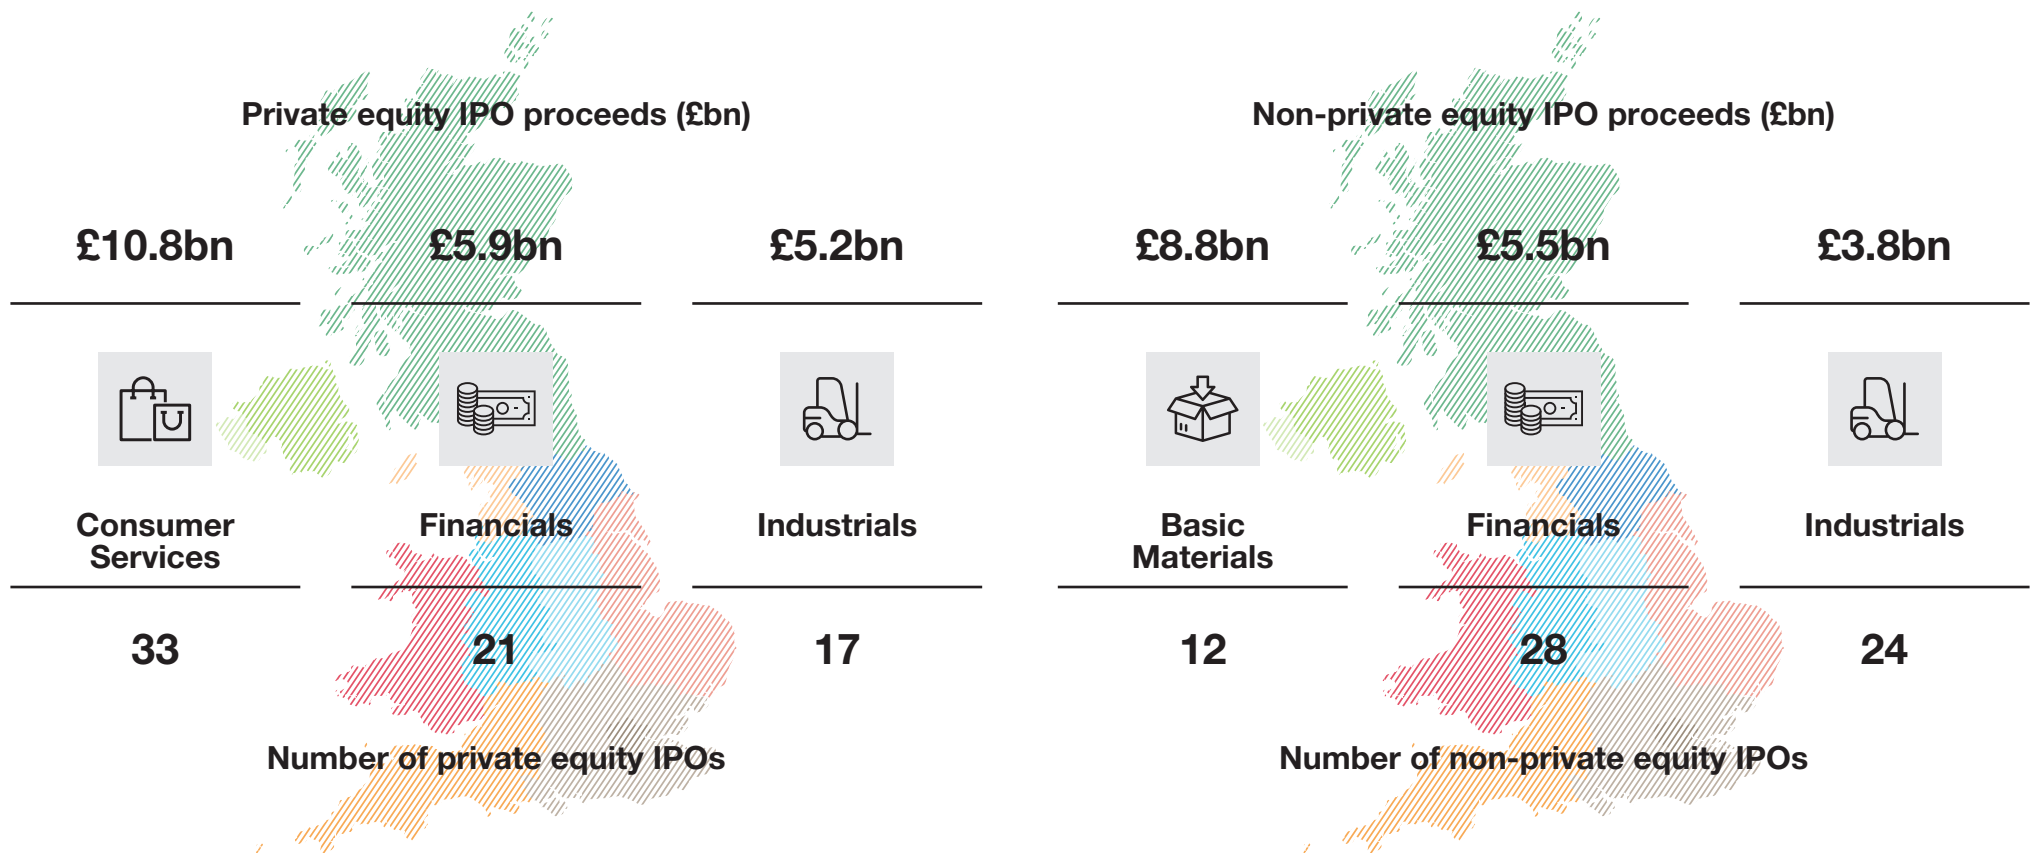 Private equity IPO proceeds (£bn)
£10.8bn
£5.9bn
£5.2bn
Consumer
Services
Financials
Industrials
33
21
17
Number of private equity IPOs
Non-private equity IPO proceeds (£bn)
£8.8bn
£5.5bn
£3.8bn
Basic
Materials
Financials
Industrials
12
28
24
Number of non-private equity IPOs